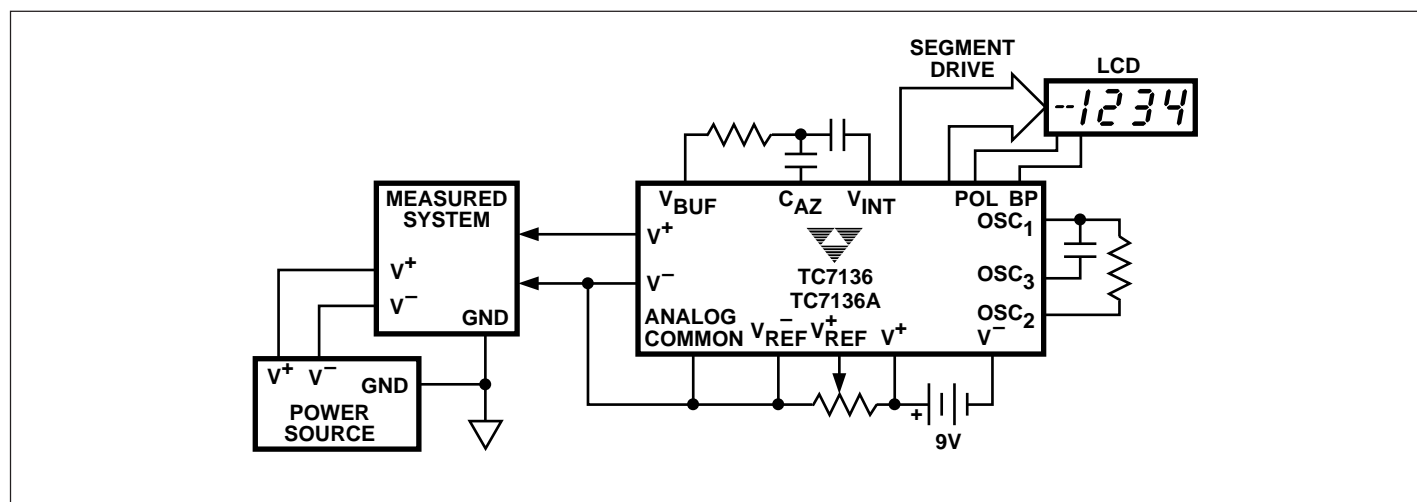 SEGMENT
DRIVE
LCD
--1234
MEASURED
SYSTEM
V+
V−
GND
V+
V−
GND
POWER
SOURCE
VBUF
CAZ
VINT
POL BP
V+
V−
TC7136
TC7136A
ANALOG
COMMON
V−REF
V+REF
V+
V−
OSC1
OSC3
OSC2
+
9V